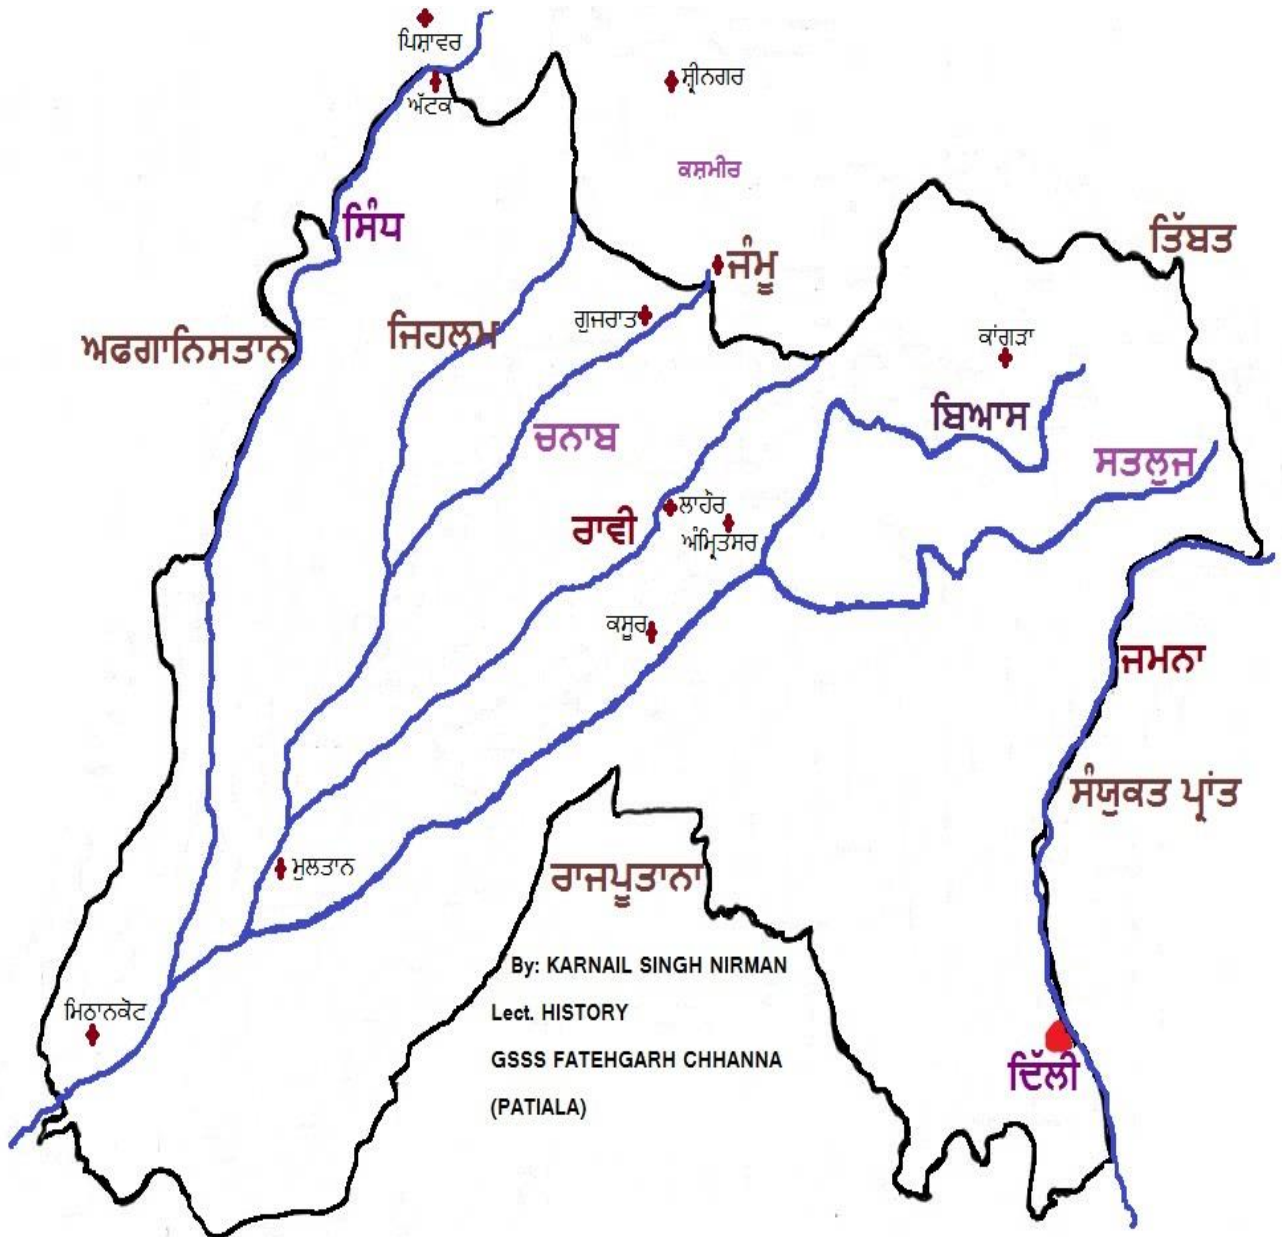 ਪਿਸ਼ਾਵਰ
ਅੱਟਕ
ਸ਼੍ਰੀਨਗਰ
ਕਸ਼ਮੀਰ
ਸਿੰਧ
ਤਿੱਬਤ
ਜੰਮੂ
ਗੁਜਰਾਤ
ਜਿਹਲਮ
ਅਫਗਾਨਿਸਤਾਨ
ਕਾਂਗੜਾ
ਬਿਆਸ
ਚਨਾਬ
ਸਤਲੁਜ
ਲਾਹੌਰ
ਰਾਵੀ
ਅੰਮ੍ਰਿਤਸਰ
ਕਸੂਰ
ਜਮਨਾ
ਸੰਯੁਕਤ ਪ੍ਰਾਂਤ
ਮੁਲਤਾਨ
ਰਾਜਪੂਤਾਨਾ
By: KARNAIL SINGH NIRMAN
Lect. HISTORY
GSSS FATEHGARH CHHANNA
(PATIALA)
ਮਿਠਾਨਕੋਟ
ਦਿੱਲੀ